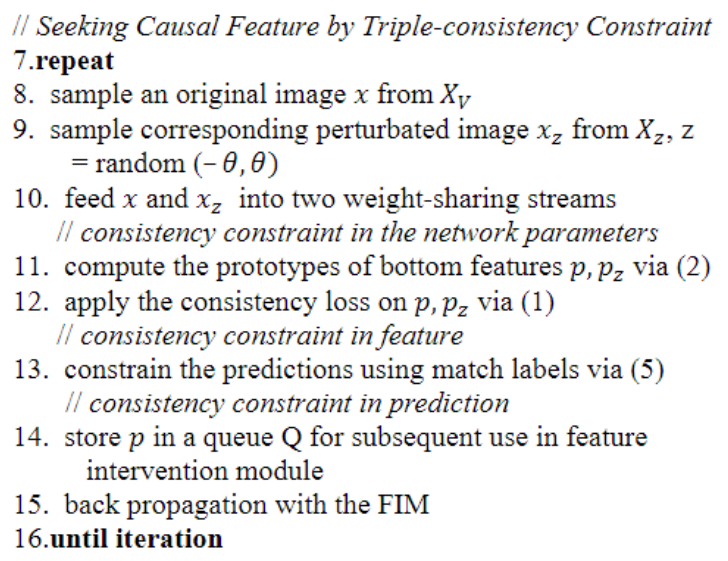 // Seeking Causal Feature by Triple-consistency Constraint
7.repeat
8. sample an original image x from X_V
9. sample corresponding perturbated image x_z from X_z, z
= random (−θ,θ)
10. feed x and x_z into two weight-sharing streams
// consistency constraint in the network parameters
11. compute the prototypes of bottom features p, p_z via (2)
12. apply the consistency loss on p, p_z via (1)
// consistency constraint in feature
13. constrain the predictions using match labels via (5)
// consistency constraint in prediction
14. store p in a queue Q for subsequent use in feature
intervention module
15. back propagation with the FIM
16.until iteration